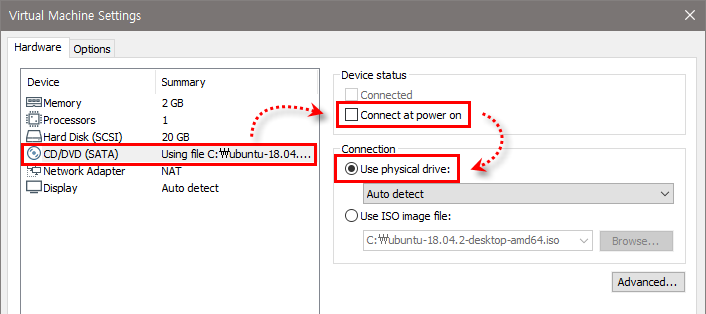 Virtual Machine Settings
Hardware
Options
Device Summary
Memory 2 GB
Processors 1
Hard Disk (SCSI) 20 GB
CD/DVD (SATA) Using file C:₩ubuntu-18.04....
Network Adapter NAT
Display Auto detect
Device status
Connected
Connect at power on
Connection
Use physical drive:
Auto detect
Use ISO image file:
C:₩ubuntu-18.04.2-desktop-amd64.iso
Browse...
Advanced...